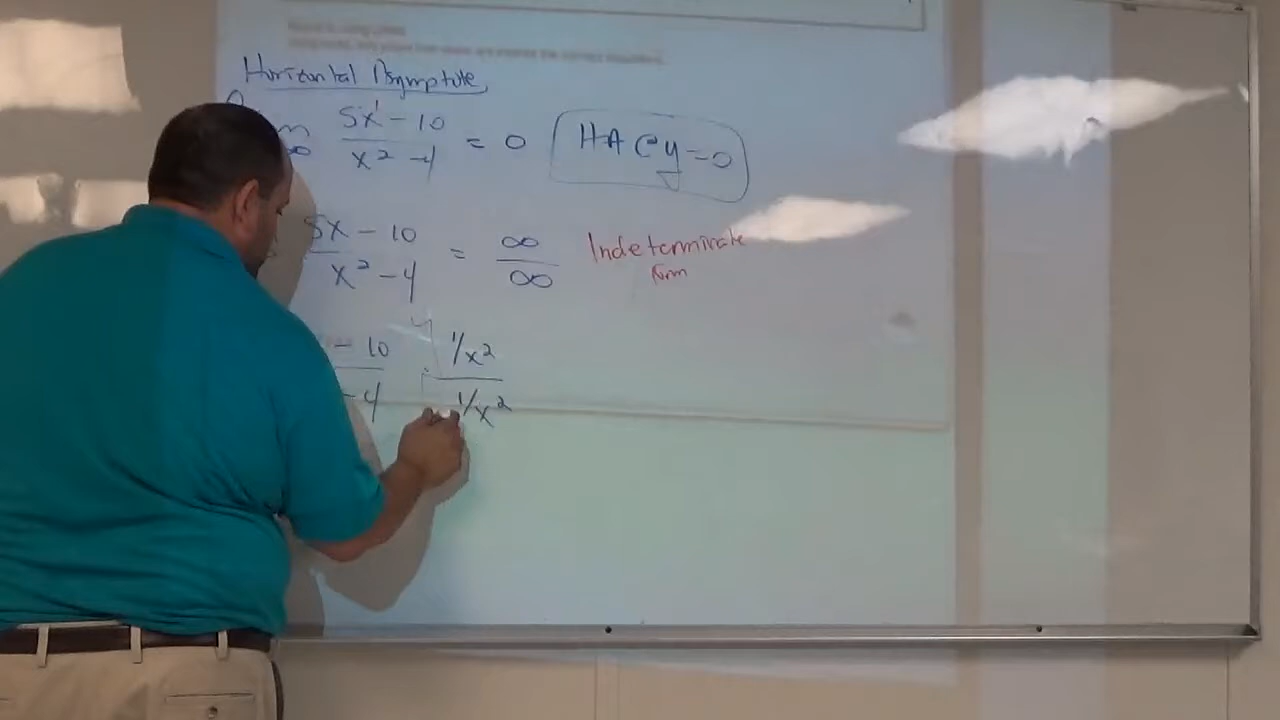 Horizontal Asymptote
5x¹ - 10
x² - 4
= 0
HA @ y = 0
5x - 10
x² - 4
= ∞
∞
Indeterminate
form
- 10
- 4
· 1/x²
1/x²